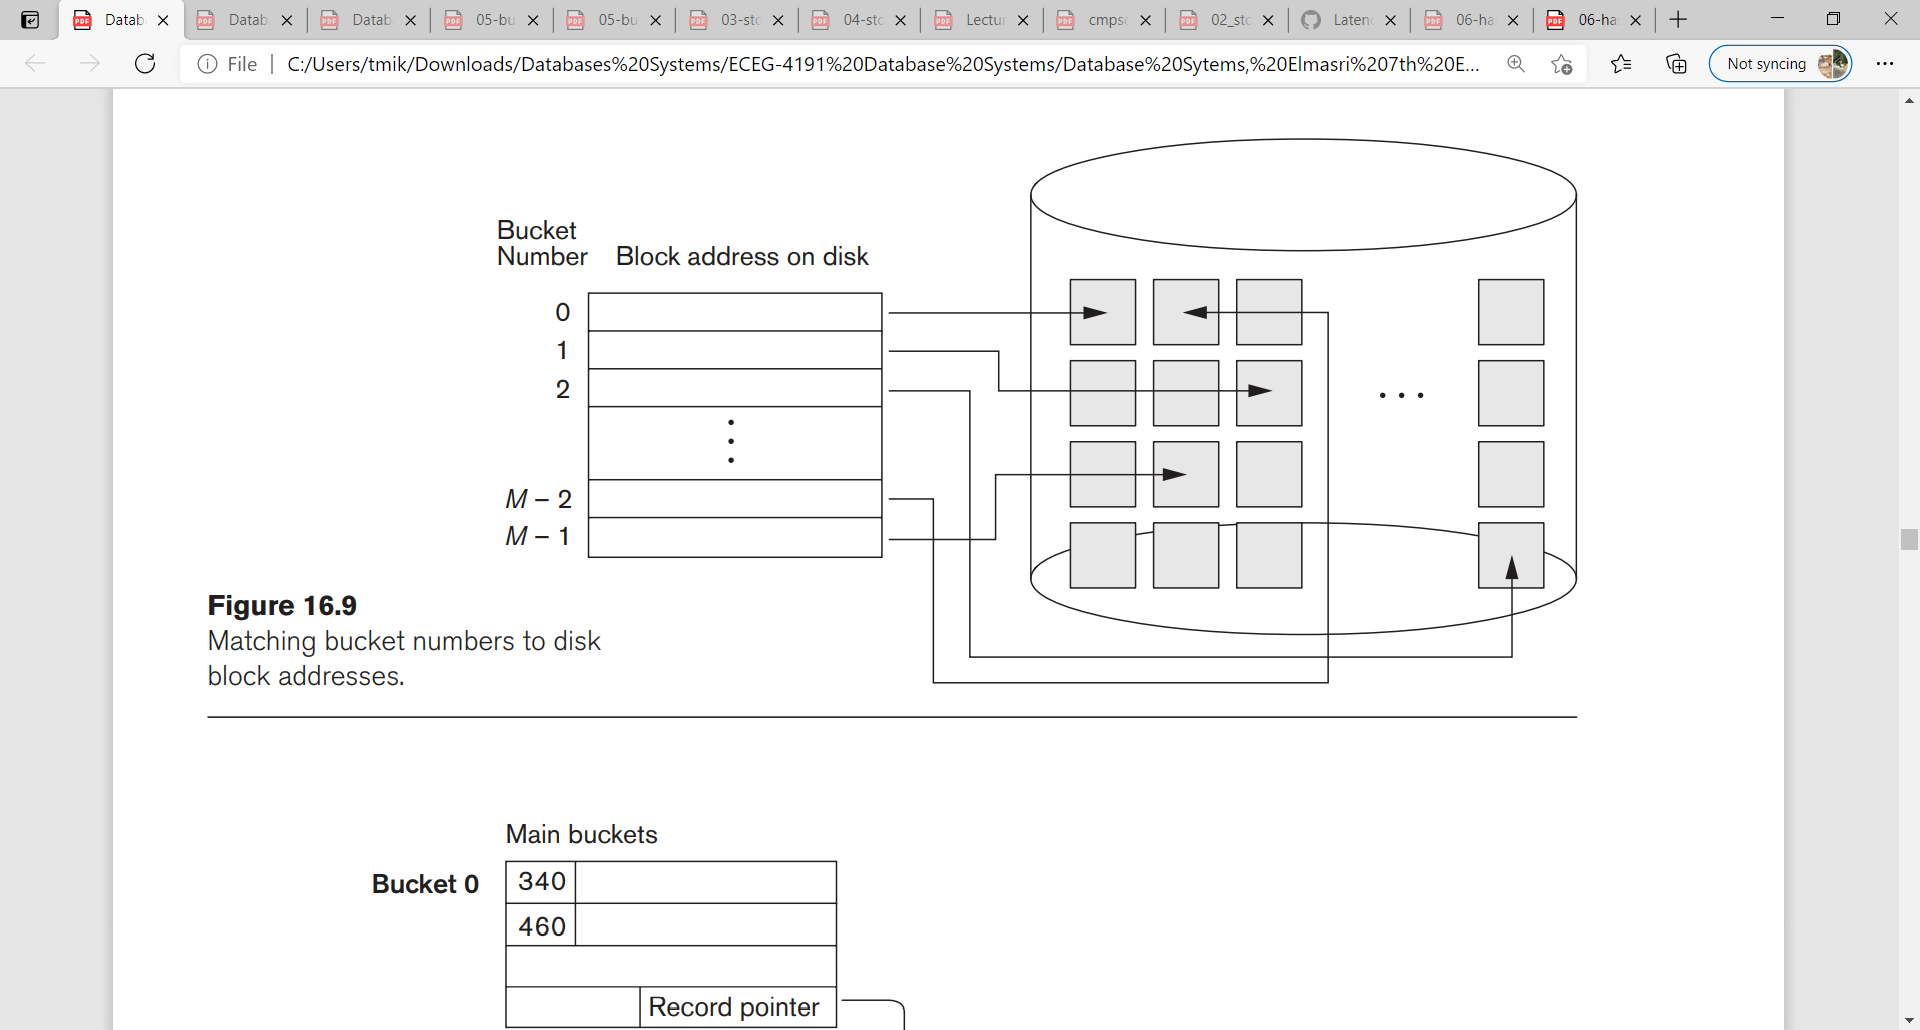 Datab
Datab
Datab
05-bu
05-bu
03-stc
04-stc
Lectur
cmpsc
02_stc
Laten
06-ha
06-ha
File
C:/Users/tmik/Downloads/Databases%20Systems/ECEG-4191%20Database%20Systems/Database%20Sytems,%20Elmasri%207th%20E...
Not syncing
Bucket
Number Block address on disk
0
1
2
M – 2
M – 1
Figure 16.9
Matching bucket numbers to disk
block addresses.
Main buckets
Bucket 0 340
460
Record pointer